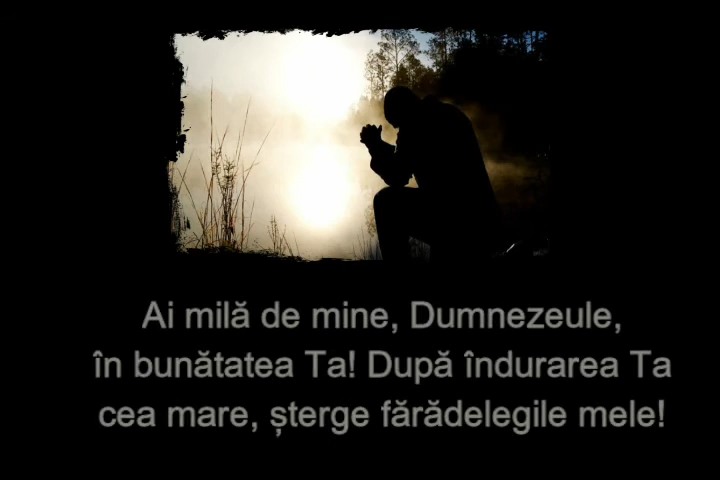 Ai milă de mine, Dumnezeule,
în bunătatea Ta! După îndurarea Ta
cea mare, șterge fărădelegile mele!